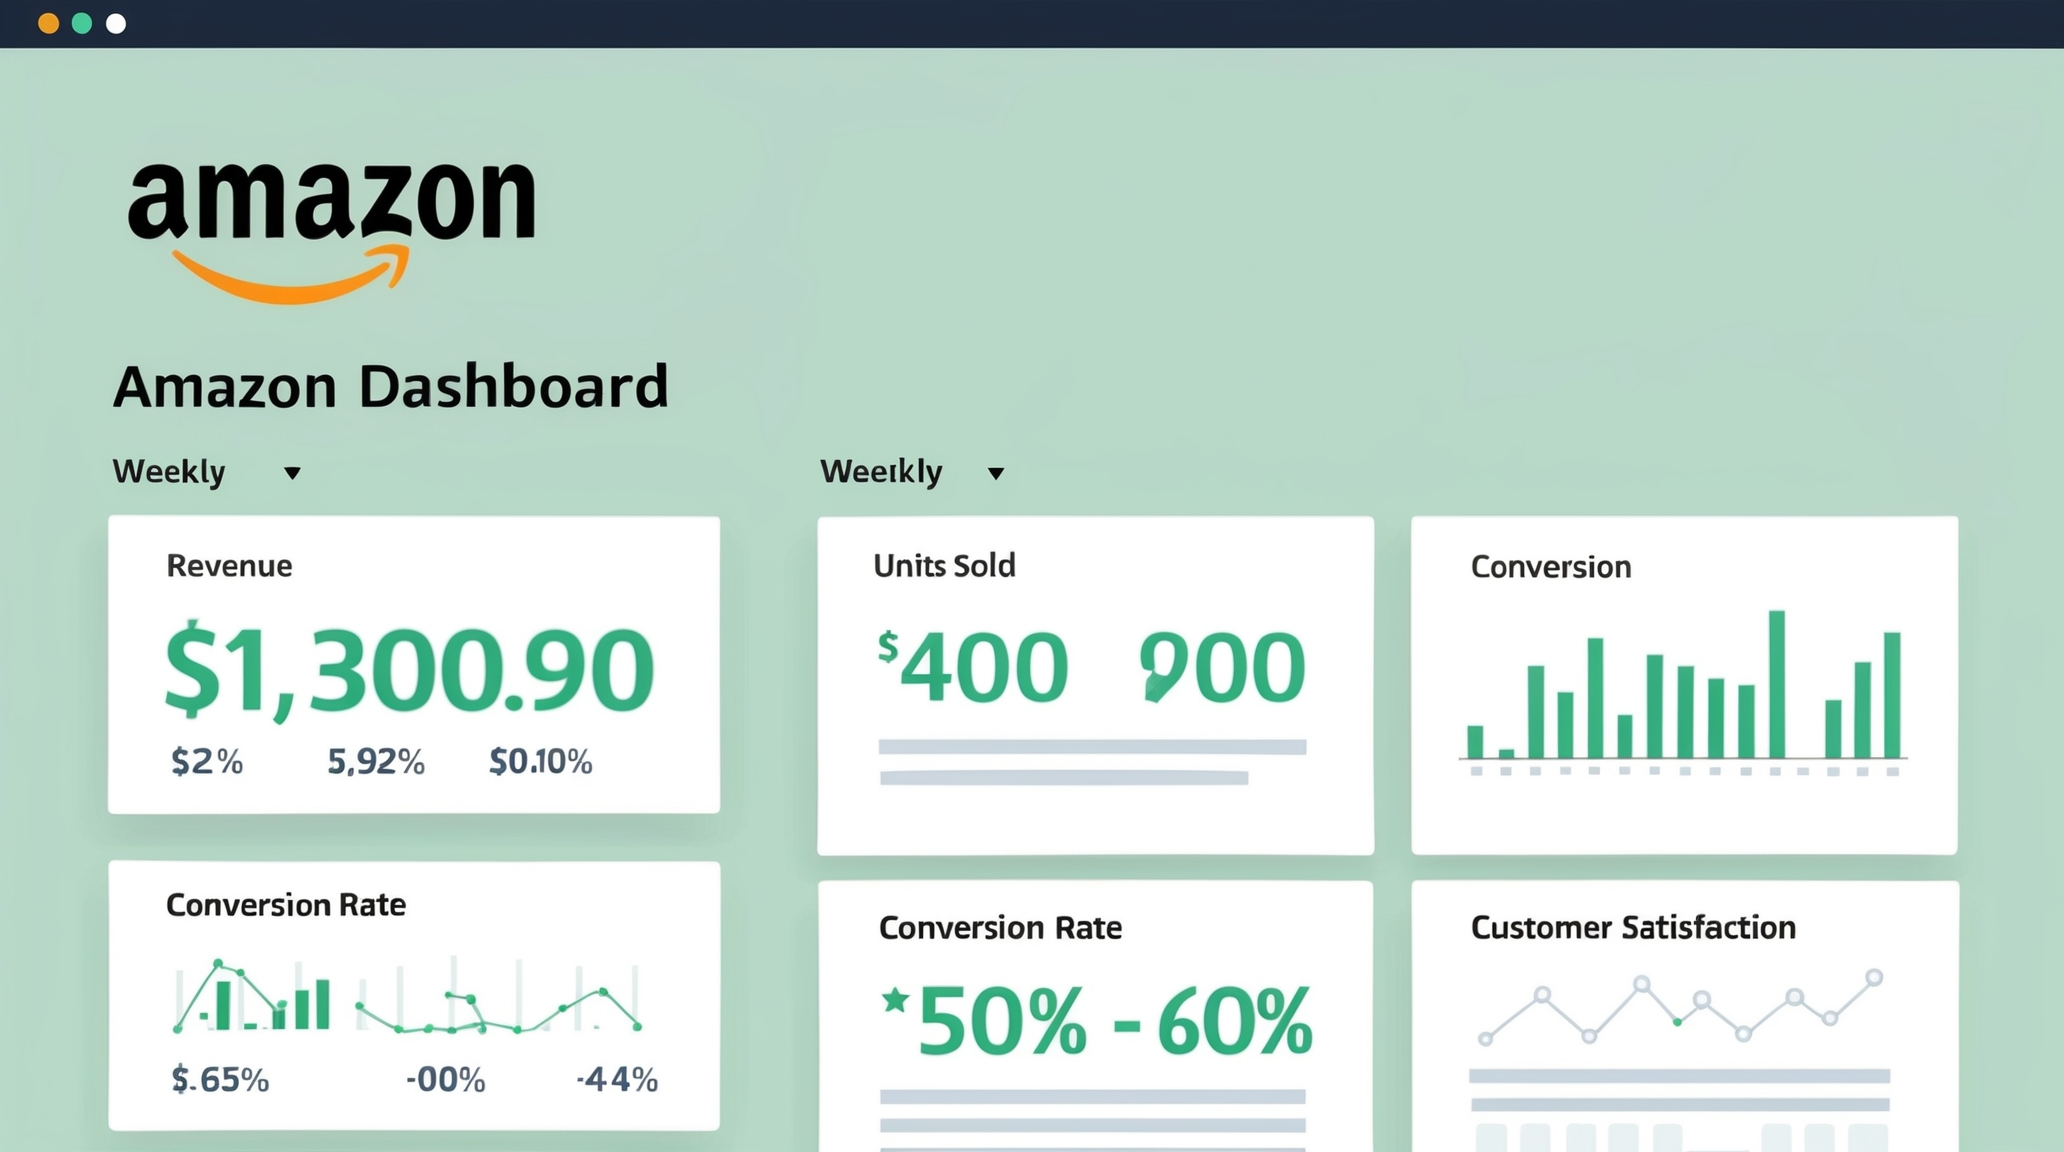 amazon
Amazon Dashboard
Weekly
Weeıkly
Revenue
$1,300.90
$2% 5,92% $0.10%
Units Sold
$400 900
Conversion
Conversion Rate
$.65% -00% -44%
Conversion Rate
★50% - 60%
Customer Satisfaction